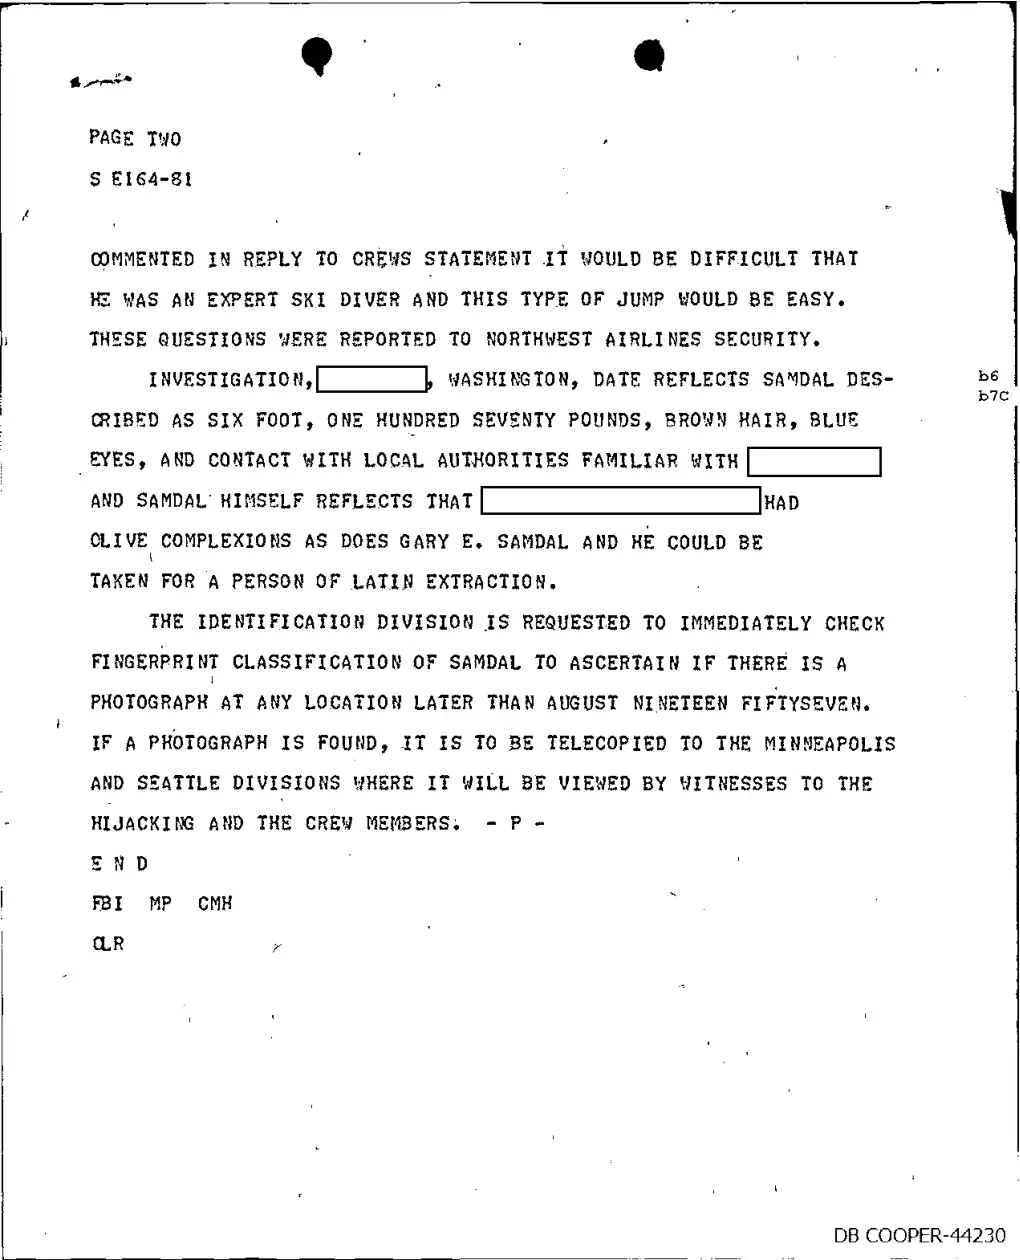 PAGE TWO
S E164-81
COMMENTED IN REPLY TO CREWS STATEMENT IT WOULD BE DIFFICULT THAT
HE WAS AN EXPERT SKI DIVER AND THIS TYPE OF JUMP WOULD BE EASY.
THESE QUESTIONS WERE REPORTED TO NORTHWEST AIRLINES SECURITY.
INVESTIGATION, , WASHINGTON, DATE REFLECTS SAMDAL DES-
b6
b7C
CRIBED AS SIX FOOT, ONE HUNDRED SEVENTY POUNDS, BROWN HAIR, BLUE
EYES, AND CONTACT WITH LOCAL AUTHORITIES FAMILIAR WITH
AND SAMDAL HIMSELF REFLECTS THAT HAD
OLIVE COMPLEXIONS AS DOES GARY E. SAMDAL AND HE COULD BE
TAKEN FOR A PERSON OF LATIN EXTRACTION.
THE IDENTIFICATION DIVISION IS REQUESTED TO IMMEDIATELY CHECK
FINGERPRINT CLASSIFICATION OF SAMDAL TO ASCERTAIN IF THERE IS A
PHOTOGRAPH AT ANY LOCATION LATER THAN AUGUST NINETEEN FIFTYSEVEN.
IF A PHOTOGRAPH IS FOUND, IT IS TO BE TELECOPIED TO THE MINNEAPOLIS
AND SEATTLE DIVISIONS WHERE IT WILL BE VIEWED BY WITNESSES TO THE
HIJACKING AND THE CREW MEMBERS. - P -
E N D
FBI MP CMH
CLR
DB COOPER-44230